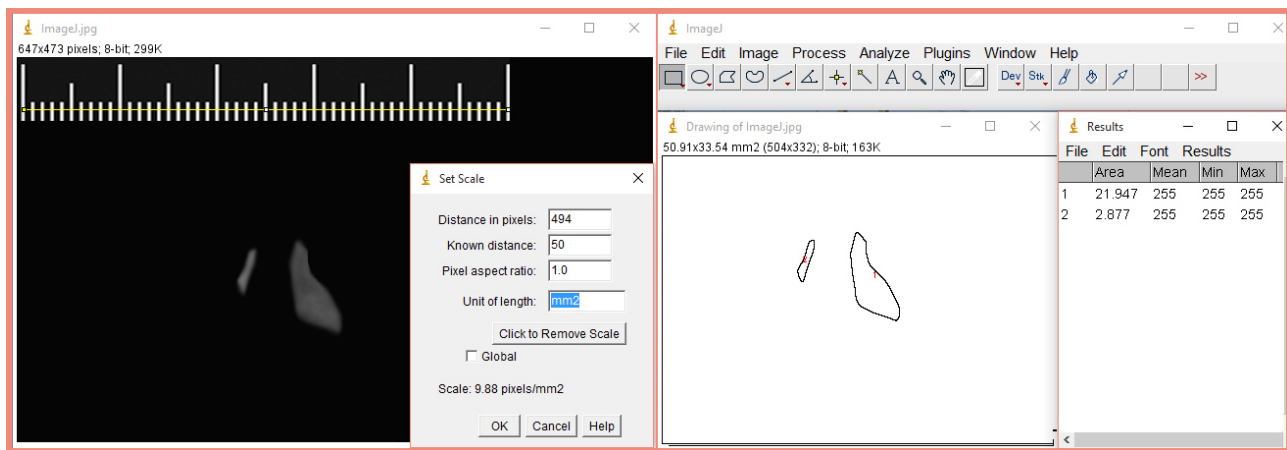 ImageJ.jpg
647x473 pixels; 8-bit; 299K
Set Scale
Distance in pixels: 494
Known distance: 50
Pixel aspect ratio: 1.0
Unit of length: mm2
Click to Remove Scale
Global
Scale: 9.88 pixels/mm2
OK Cancel Help
ImageJ
File Edit Image Process Analyze Plugins Window Help
A Dev Stk >>
Drawing of ImageJ.jpg
50.91x33.54 mm2 (504x332); 8-bit; 163K
2
1
Results
File Edit Font Results
Area Mean Min Max
1 21.947 255 255 255
2 2.877 255 255 255